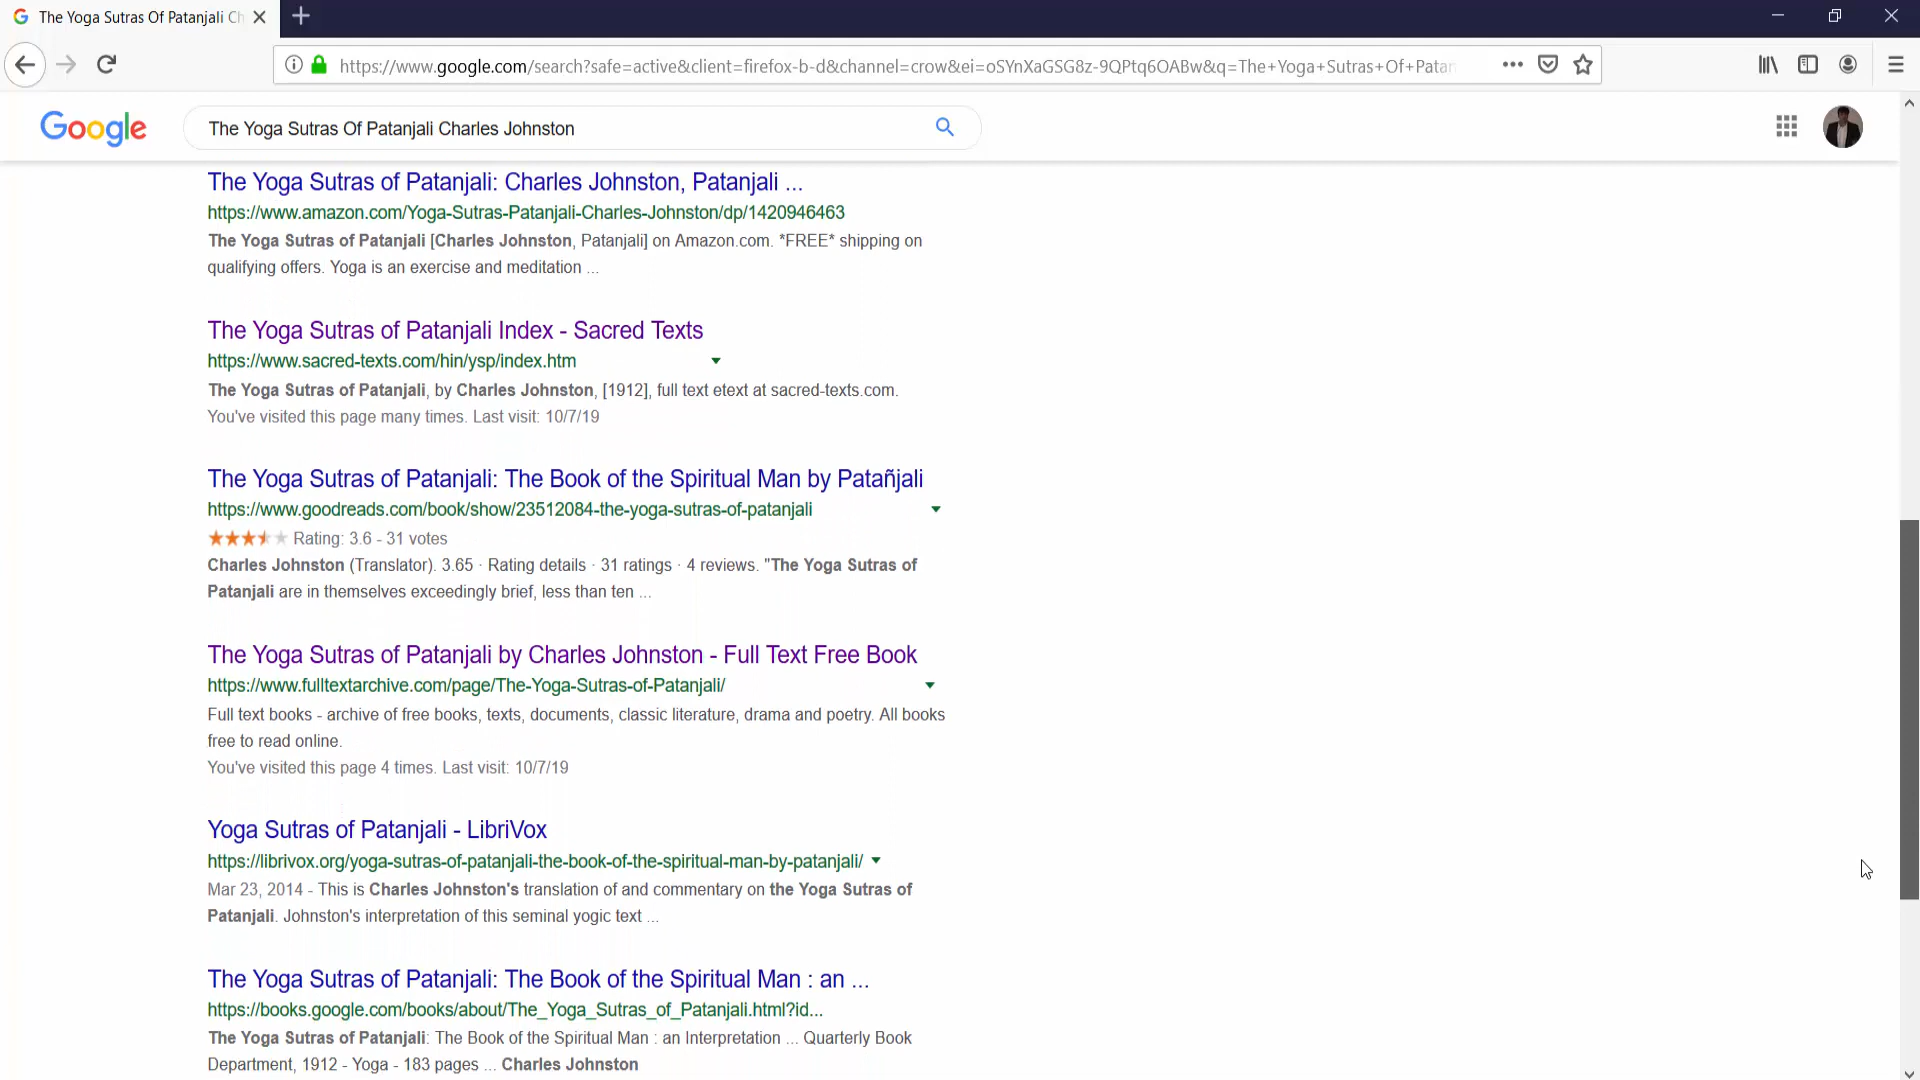 The Yoga Sutras Of Patanjali Ch
https://www.google.com/search?safe=active&client=firefox-b-d&channel=crow&ei=oSYnXaGSG8z-9QPtq6OABw&q=The+Yoga+Sutras+Of+Patan
Google
The Yoga Sutras Of Patanjali Charles Johnston
The Yoga Sutras of Patanjali: Charles Johnston, Patanjali ...
https://www.amazon.com/Yoga-Sutras-Patanjali-Charles-Johnston/dp/1420946463
The Yoga Sutras of Patanjali [Charles Johnston, Patanjali] on Amazon.com. *FREE* shipping on
qualifying offers. Yoga is an exercise and meditation ...
The Yoga Sutras of Patanjali Index - Sacred Texts
https://www.sacred-texts.com/hin/ysp/index.htm
The Yoga Sutras of Patanjali, by Charles Johnston, [1912], full text etext at sacred-texts.com.
You've visited this page many times. Last visit: 10/7/19
The Yoga Sutras of Patanjali: The Book of the Spiritual Man by Patañjali
https://www.goodreads.com/book/show/23512084-the-yoga-sutras-of-patanjali
Rating: 3.6 - 31 votes
Charles Johnston (Translator). 3.65 · Rating details · 31 ratings · 4 reviews. "The Yoga Sutras of
Patanjali are in themselves exceedingly brief, less than ten ...
The Yoga Sutras of Patanjali by Charles Johnston - Full Text Free Book
https://www.fulltextarchive.com/page/The-Yoga-Sutras-of-Patanjali/
Full text books - archive of free books, texts, documents, classic literature, drama and poetry. All books
free to read online.
You've visited this page 4 times. Last visit: 10/7/19
Yoga Sutras of Patanjali - LibriVox
https://librivox.org/yoga-sutras-of-patanjali-the-book-of-the-spiritual-man-by-patanjali/
Mar 23, 2014 - This is Charles Johnston's translation of and commentary on the Yoga Sutras of
Patanjali. Johnston's interpretation of this seminal yogic text ...
The Yoga Sutras of Patanjali: The Book of the Spiritual Man : an ...
https://books.google.com/books/about/The_Yoga_Sutras_of_Patanjali.html?id...
The Yoga Sutras of Patanjali: The Book of the Spiritual Man : an Interpretation ... Quarterly Book
Department, 1912 - Yoga - 183 pages ... Charles Johnston